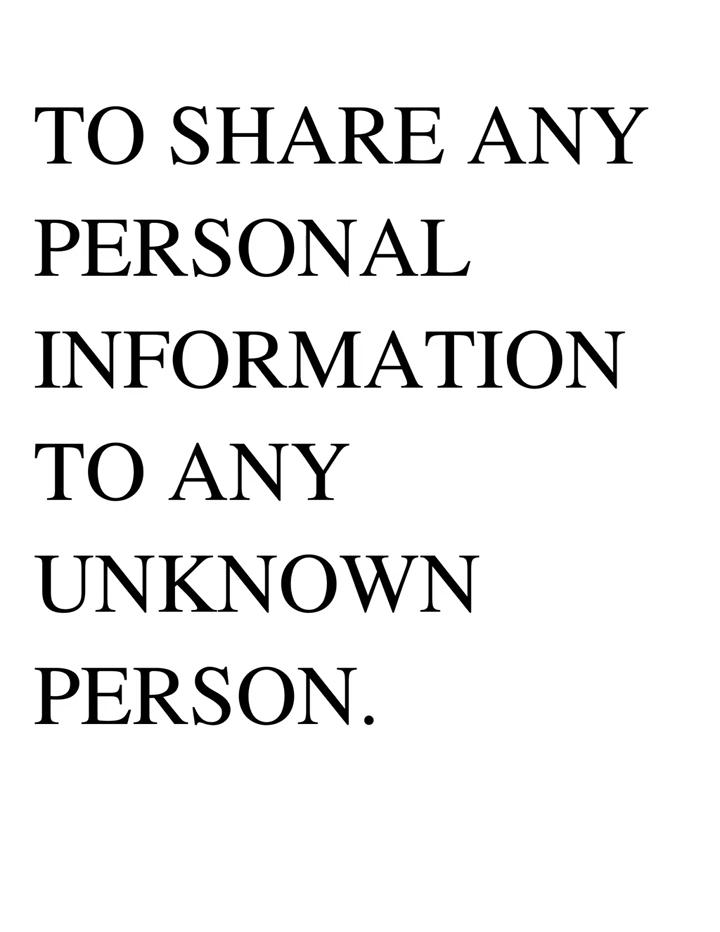 TO SHARE ANY
PERSONAL
INFORMATION
TO ANY
UNKNOWN
PERSON.